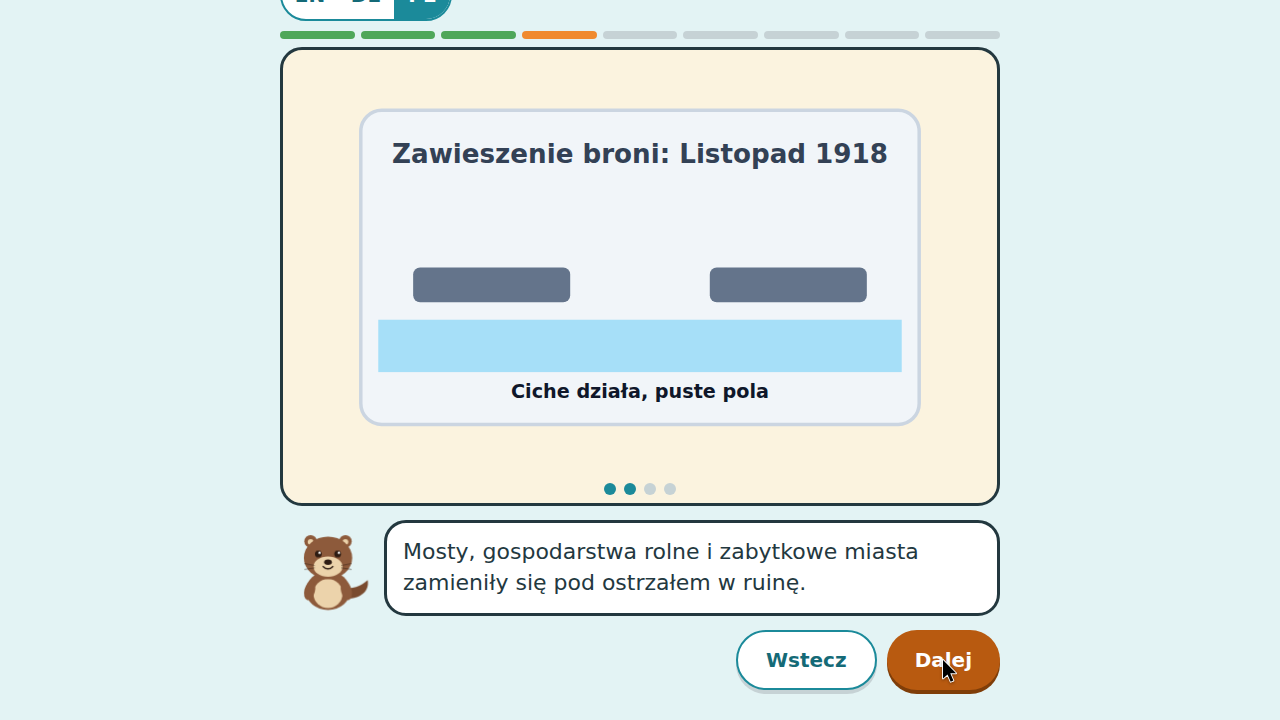 Zawieszenie broni: Listopad 1918
Ciche działa, puste pola
Mosty, gospodarstwa rolne i zabytkowe miasta
zamieniły się pod ostrzałem w ruinę.
Wstecz
Dalej